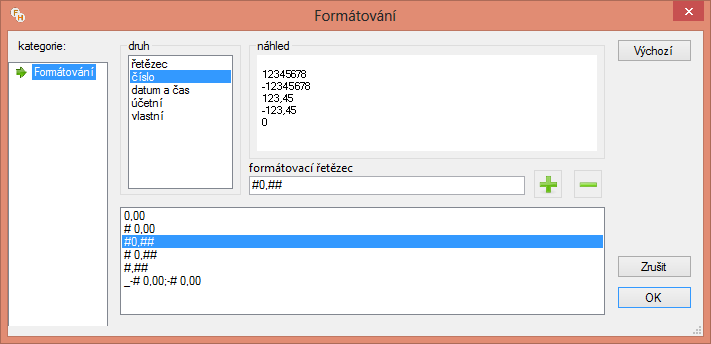 Formátování
kategorie:
Formátování
druh
řetězec
číslo
datum a čas
účetní
vlastní
náhled
12345678
-12345678
123,45
-123,45
0
Výchozí
formátovací řetězec
#0,##
0,00
# 0,00
#0,##
# 0,##
#,##
_-# 0,00;-# 0,00
Zrušit
OK